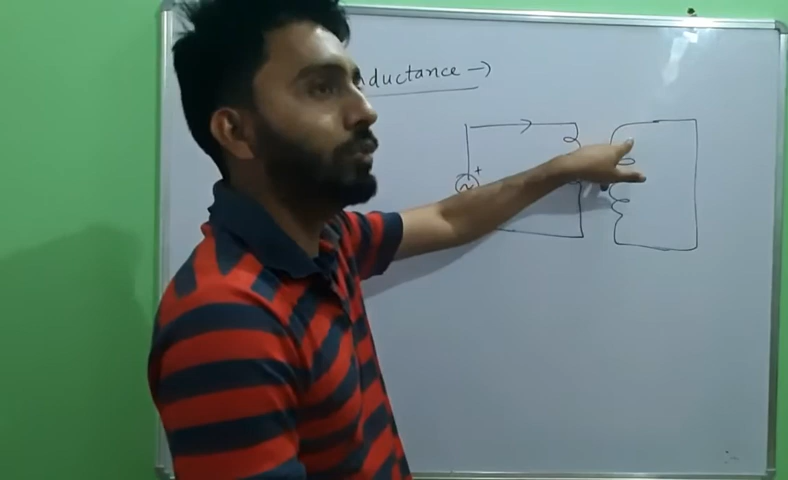 ductance →
+
~